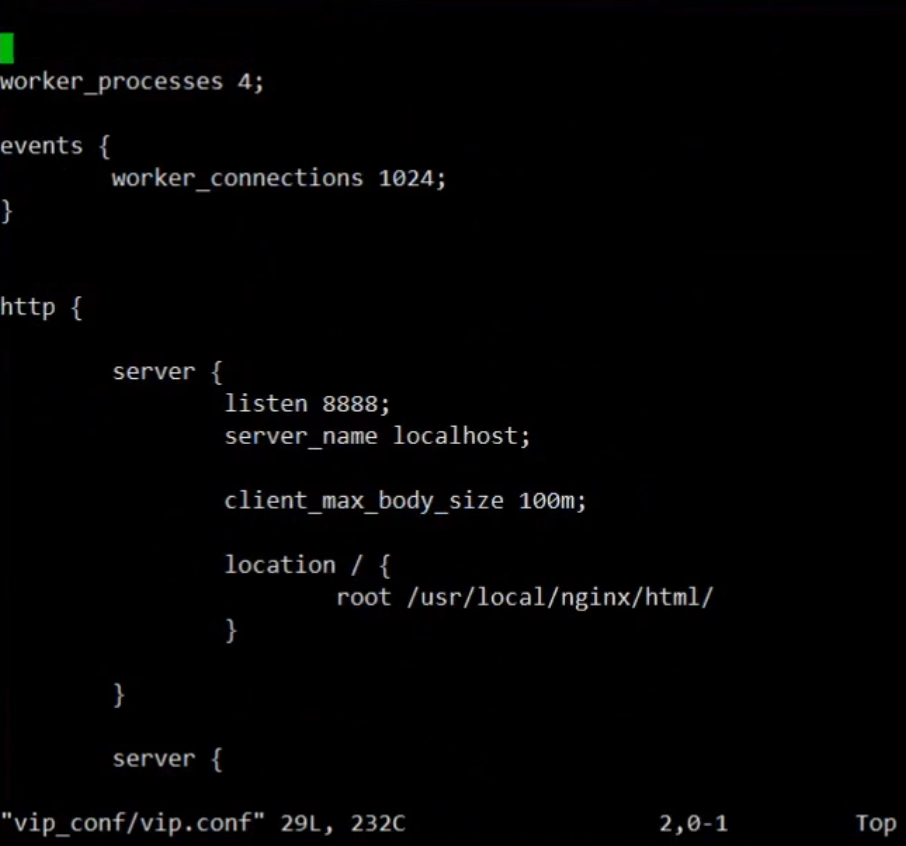 worker_processes 4;
events {
worker_connections 1024;
}
http {
server {
listen 8888;
server_name localhost;
client_max_body_size 100m;
location / {
root /usr/local/nginx/html/
}
}
server {
"vip_conf/vip.conf" 29L, 232C 2,0-1 Top